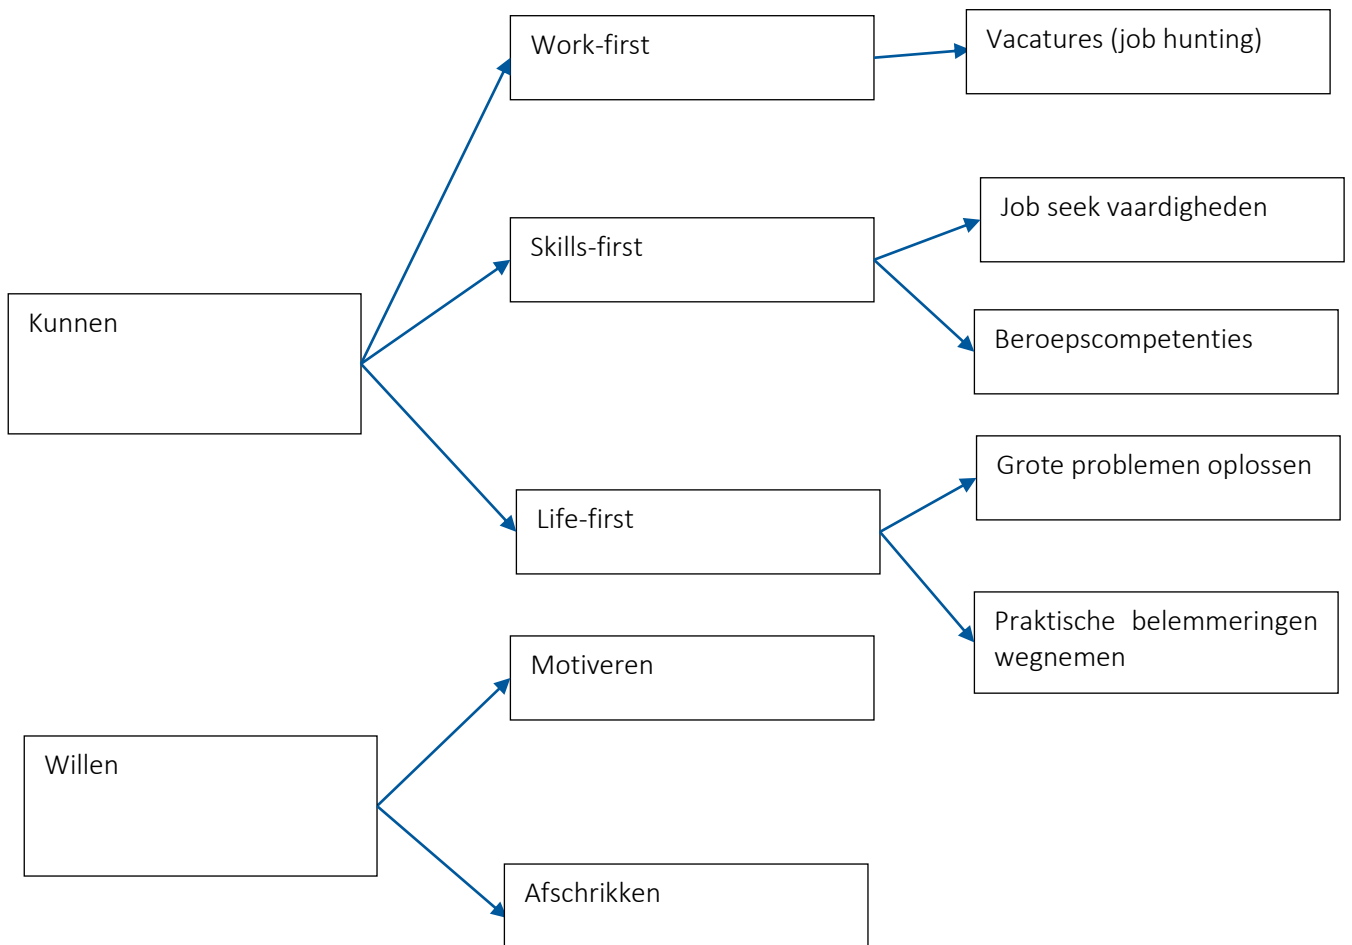 Work-first
Vacatures (job hunting)
Job seek vaardigheden
Skills-first
Kunnen
Beroepscompetenties
Grote problemen oplossen
Life-first
Praktische belemmeringen
wegnemen
Motiveren
Willen
Afschrikken